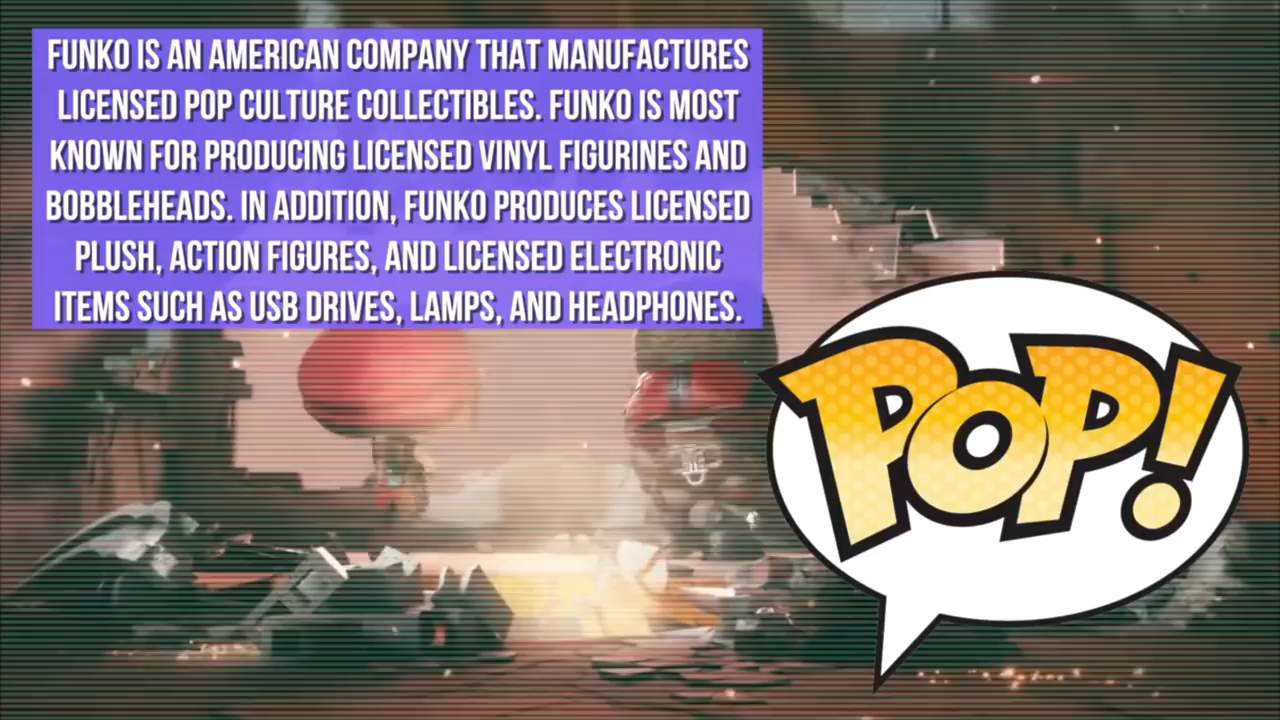 FUNKO IS AN AMERICAN COMPANY THAT MANUFACTURES
LICENSED POP CULTURE COLLECTIBLES. FUNKO IS MOST
KNOWN FOR PRODUCING LICENSED VINYL FIGURINES AND
BOBBLEHEADS. IN ADDITION, FUNKO PRODUCES LICENSED
PLUSH, ACTION FIGURES, AND LICENSED ELECTRONIC
ITEMS SUCH AS USB DRIVES, LAMPS, AND HEADPHONES.
POP!